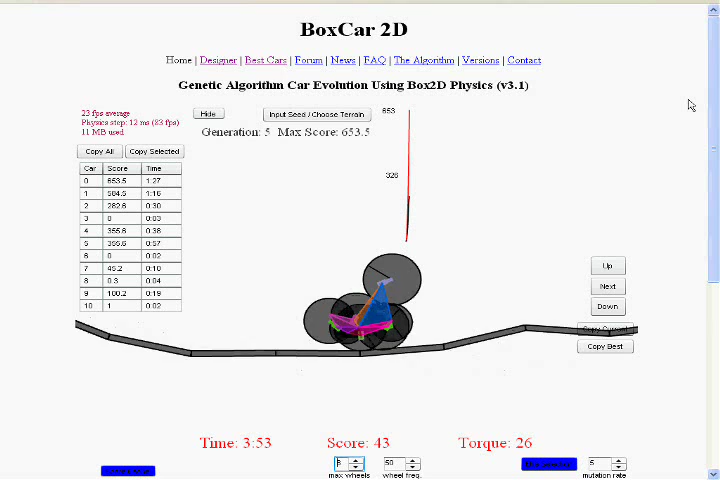 BoxCar 2D
Home | Designer | Best Cars | Forum | News | FAQ | The Algorithm | Versions | Contact
Genetic Algorithm Car Evolution Using Box2D Physics (v3.1)
23 fps average
Physics step: 12 ms (83 fps)
11 MB used
Hide
Input Seed / Choose Terrain
Generation: 5 Max Score: 653.5
653
326
Copy All
Copy Selected
Car Score Time
0 653.5 1:27
1 584.5 1:16
2 282.6 0:30
3 0 0:03
4 355.6 0:38
5 355.6 0:57
6 0 0:02
7 45.2 0:10
8 0.3 0:04
9 100.2 0:19
10 1 0:02
Up
Next
Down
Copy Current
Copy Best
Time: 3:53 Score: 43 Torque: 26
8 50 5
max wheels wheel freq. mutation rate